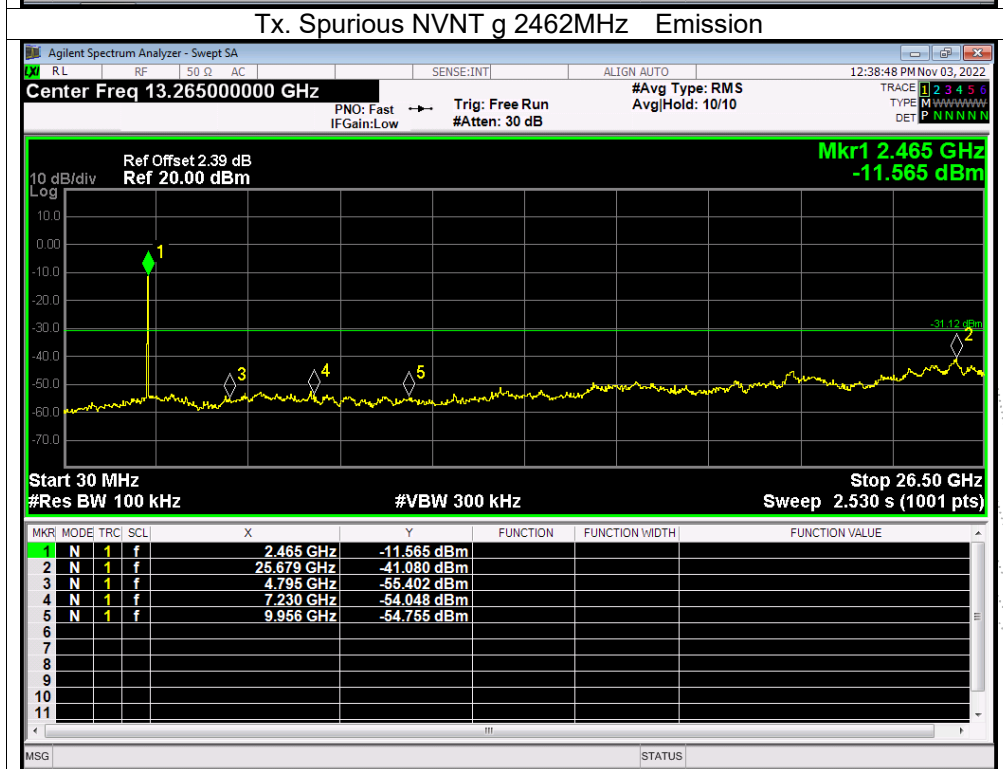 Tx. Spurious NVNT g 2462MHz Emission
Agilent Spectrum Analyzer - Swept SA
LXI RL RF 50 Ω AC SENSE:INT ALIGN AUTO 12:38:48 PM Nov 03, 2022
Center Freq 13.265000000 GHz #Avg Type: RMS TRACE 1 2 3 4 5 6
PNO: Fast Trig: Free Run Avg|Hold: 10/10 TYPE M WWWWW
IFGain:Low #Atten: 30 dB DET P N N N N N
Mkr1 2.465 GHz
-11.565 dBm
Ref Offset 2.39 dB
10 dB/div Ref 20.00 dBm
Log
10.0
0.00
1
-10.0
-20.0
-30.0
-31.12 dBm
2
-40.0
3
4
5
-50.0
-60.0
-70.0
Start 30 MHz Stop 26.50 GHz
#Res BW 100 kHz #VBW 300 kHz Sweep 2.530 s (1001 pts)
MKR MODE TRC SCL X Y FUNCTION FUNCTION WIDTH FUNCTION VALUE
1 N 1 f 2.465 GHz -11.565 dBm
2 N 1 f 25.679 GHz -41.080 dBm
3 N 1 f 4.795 GHz -55.402 dBm
4 N 1 f 7.230 GHz -54.048 dBm
5 N 1 f 9.956 GHz -54.755 dBm
6
7
8
9
10
11
MSG STATUS